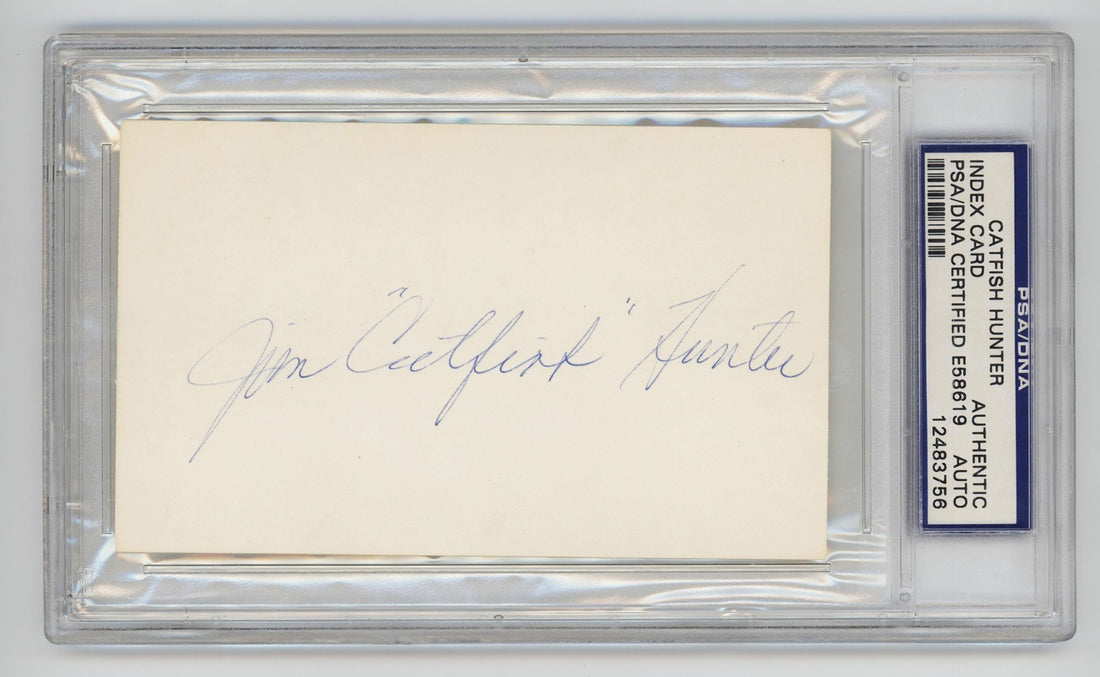 Jim "Catfish" Hunter
PSA/DNA
CATFISH HUNTER AUTHENTIC
INDEX CARD AUTO
PSA/DNA CERTIFIED E58619
12483756